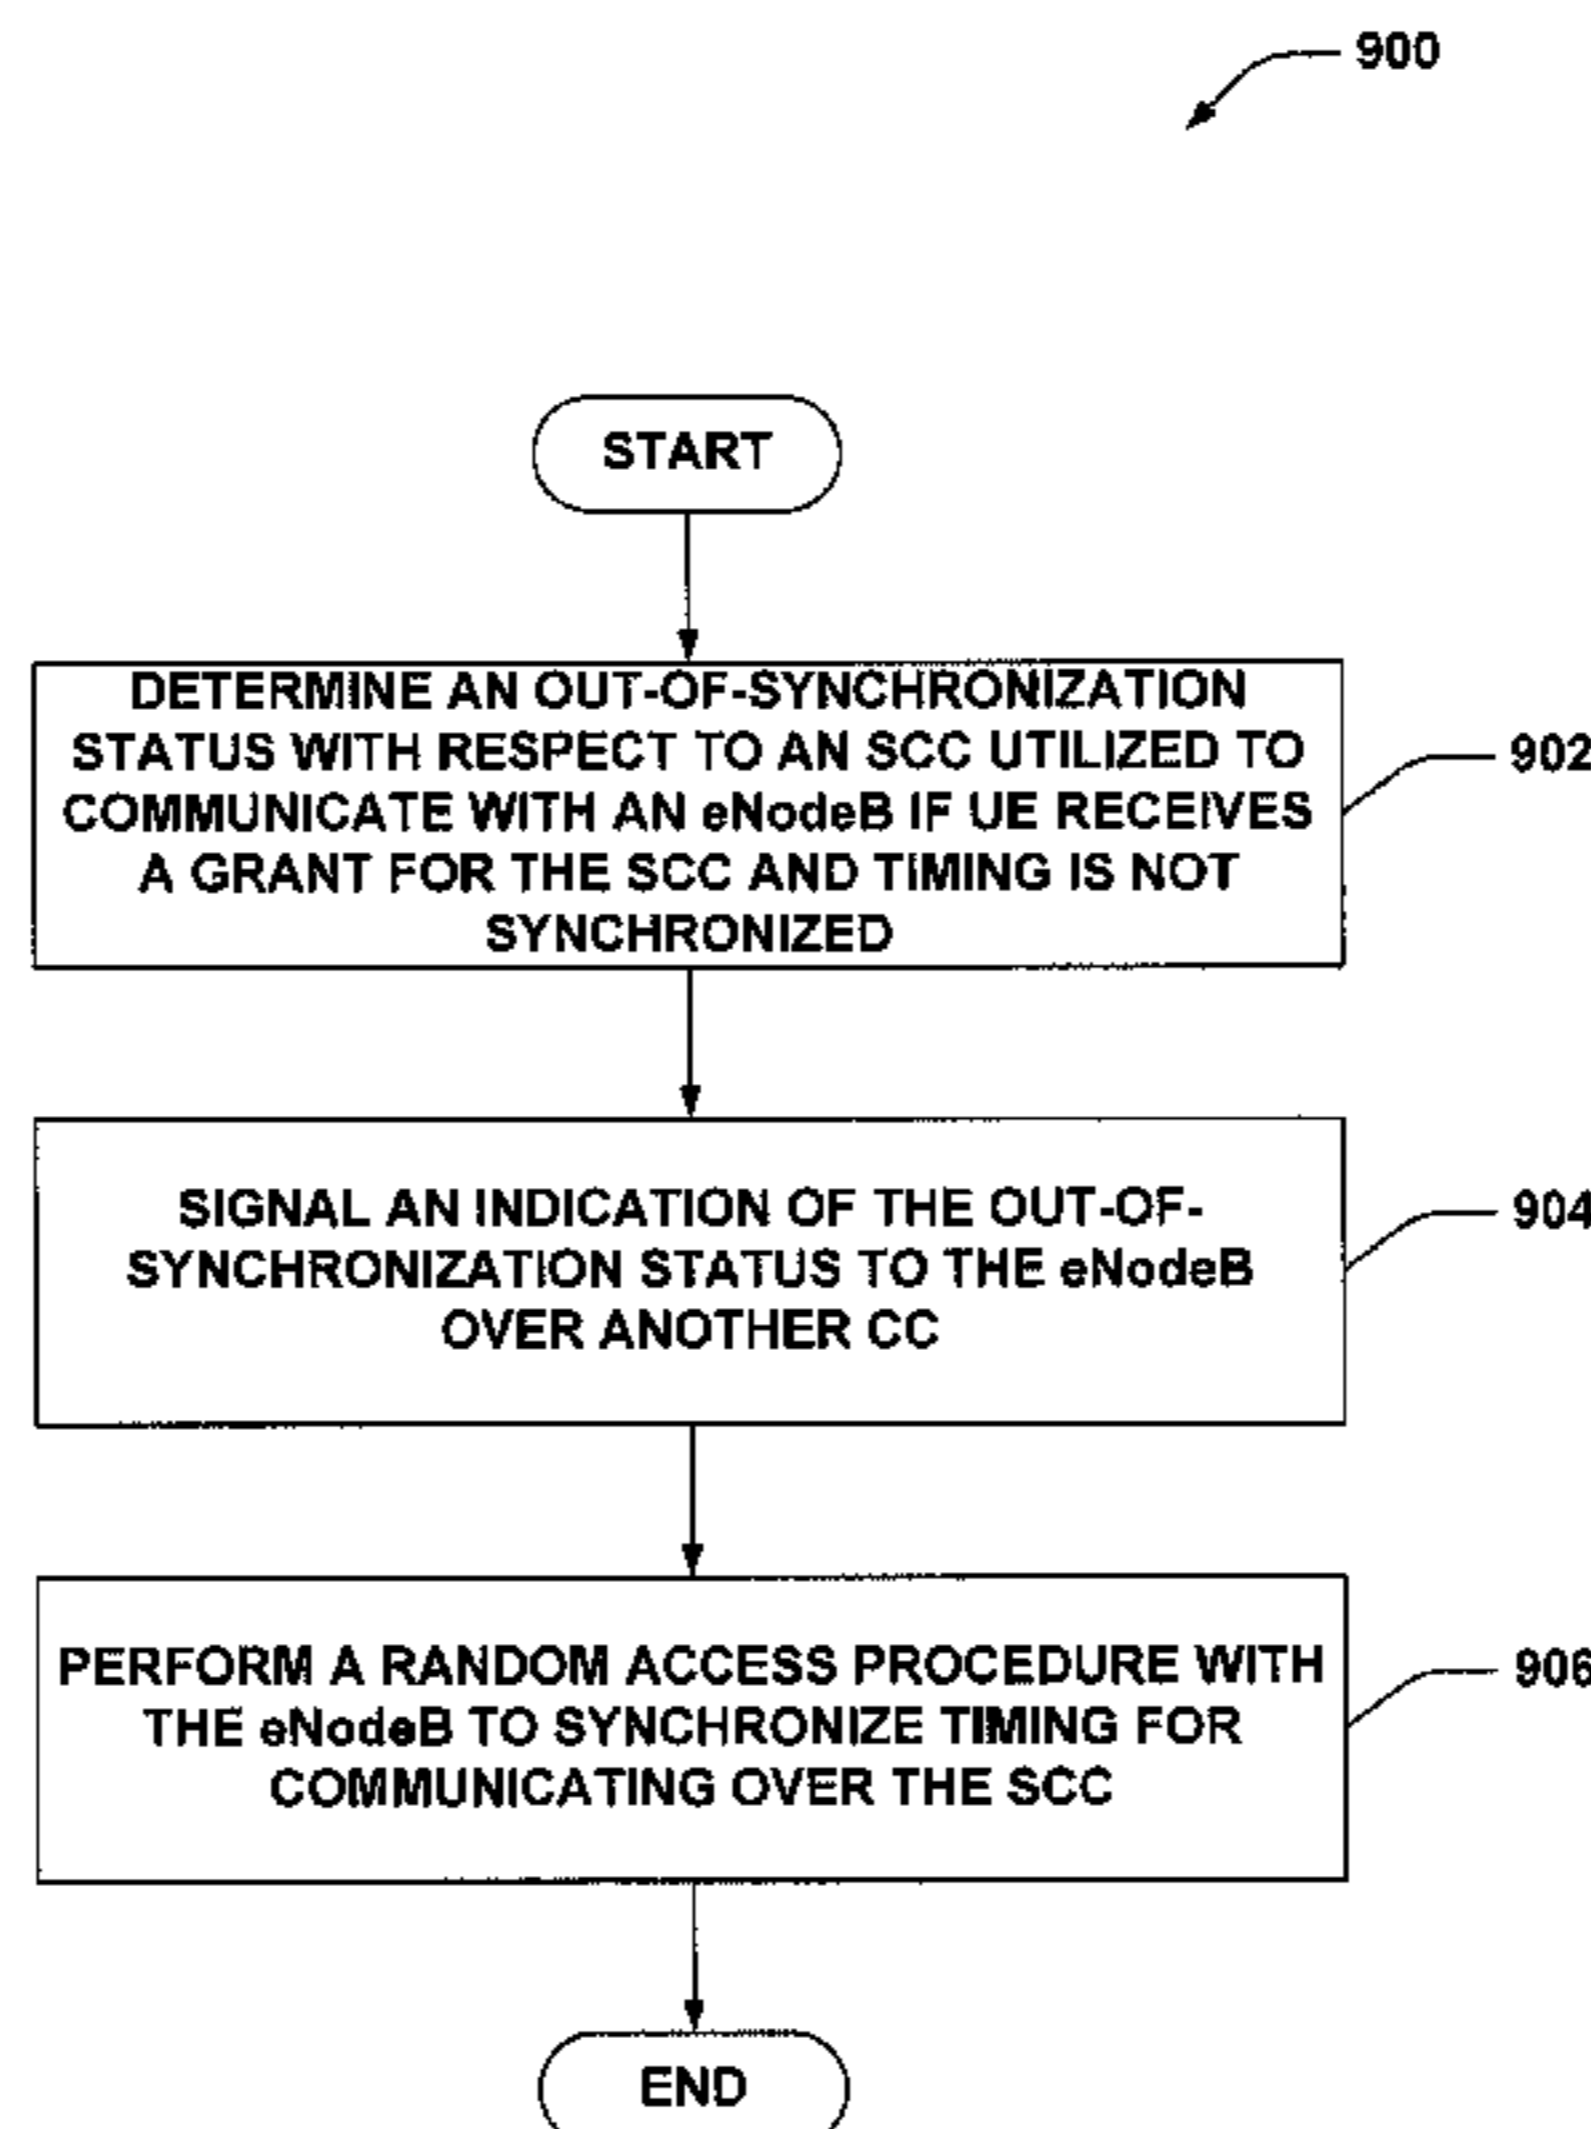 900
START
DETERMINE AN OUT-OF-SYNCHRONIZATION
STATUS WITH RESPECT TO AN SCC UTILIZED TO
COMMUNICATE WITH AN eNodeB IF UE RECEIVES
A GRANT FOR THE SCC AND TIMING IS NOT
SYNCHRONIZED
902
SIGNAL AN INDICATION OF THE OUT-OF-
SYNCHRONIZATION STATUS TO THE eNodeB
OVER ANOTHER CC
904
PERFORM A RANDOM ACCESS PROCEDURE WITH
THE eNodeB TO SYNCHRONIZE TIMING FOR
COMMUNICATING OVER THE SCC
906
END